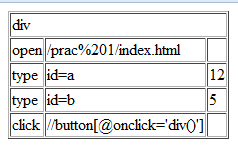 div
open /prac%201/index.html
type id=a 12
type id=b 5
click //button[@onclick='div()']